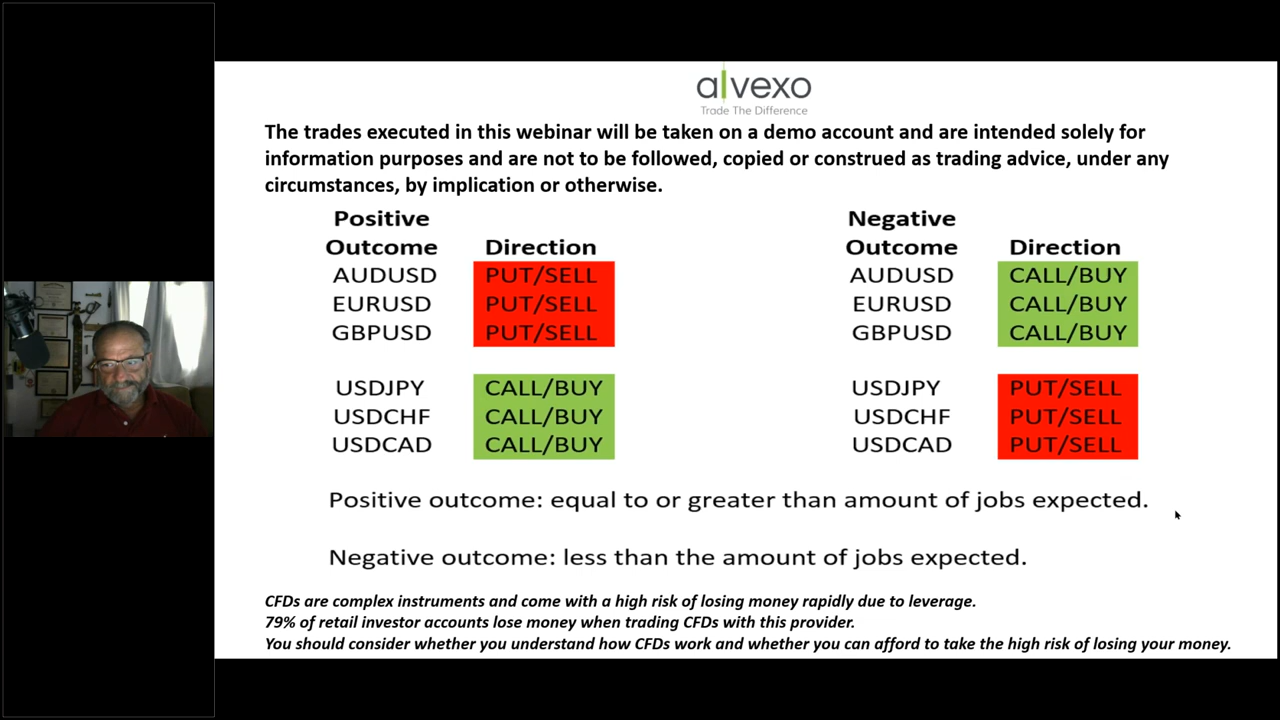 alvexo
Trade The Difference
The trades executed in this webinar will be taken on a demo account and are intended solely for
information purposes and are not to be followed, copied or construed as trading advice, under any
circumstances, by implication or otherwise.
Positive
Outcome Direction
AUDUSD PUT/SELL
EURUSD PUT/SELL
GBPUSD PUT/SELL
USDJPY CALL/BUY
USDCHF CALL/BUY
USDCAD CALL/BUY
Negative
Outcome Direction
AUDUSD CALL/BUY
EURUSD CALL/BUY
GBPUSD CALL/BUY
USDJPY PUT/SELL
USDCHF PUT/SELL
USDCAD PUT/SELL
Positive outcome: equal to or greater than amount of jobs expected.
Negative outcome: less than the amount of jobs expected.
CFDs are complex instruments and come with a high risk of losing money rapidly due to leverage.
79% of retail investor accounts lose money when trading CFDs with this provider.
You should consider whether you understand how CFDs work and whether you can afford to take the high risk of losing your money.